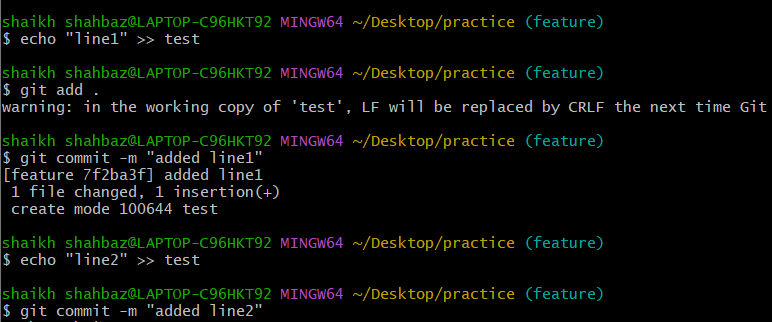 shaikh shahbaz@LAPTOP-C96HKT92 MINGW64 ~/Desktop/practice (feature)
$ echo "line1" >> test
shaikh shahbaz@LAPTOP-C96HKT92 MINGW64 ~/Desktop/practice (feature)
$ git add .
warning: in the working copy of 'test', LF will be replaced by CRLF the next time Git
shaikh shahbaz@LAPTOP-C96HKT92 MINGW64 ~/Desktop/practice (feature)
$ git commit -m "added line1"
[feature 7f2ba3f] added line1
 1 file changed, 1 insertion(+)
 create mode 100644 test
shaikh shahbaz@LAPTOP-C96HKT92 MINGW64 ~/Desktop/practice (feature)
$ echo "line2" >> test
shaikh shahbaz@LAPTOP-C96HKT92 MINGW64 ~/Desktop/practice (feature)
$ git commit -m "added line2"